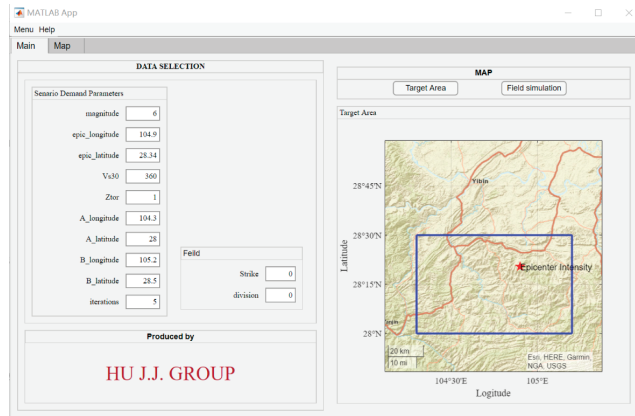 MATLAB App
Menu Help
Main Map
DATA SELECTION
Senario Demand Parameters
magnitude 6
epic_longitude 104.9
epic_latitude 28.34
Vs30 360
Ztor 1
A_longitude 104.3
A_latitude 28
B_longitude 105.2
B_latitude 28.5
iterstions 5
Feild
Strike 0
division 0
Produced by
HU J.J. GROUP
MAP
Target Area Field simulation
Target Area
Yibin
28°45'N
28°30'N
28°15'N
28°N
Latitude
Epicenter Intensity
20 km
10 mi
Esri, HERE, Garmin,
NGA, USGS
104°30'E 105°E
Logitude